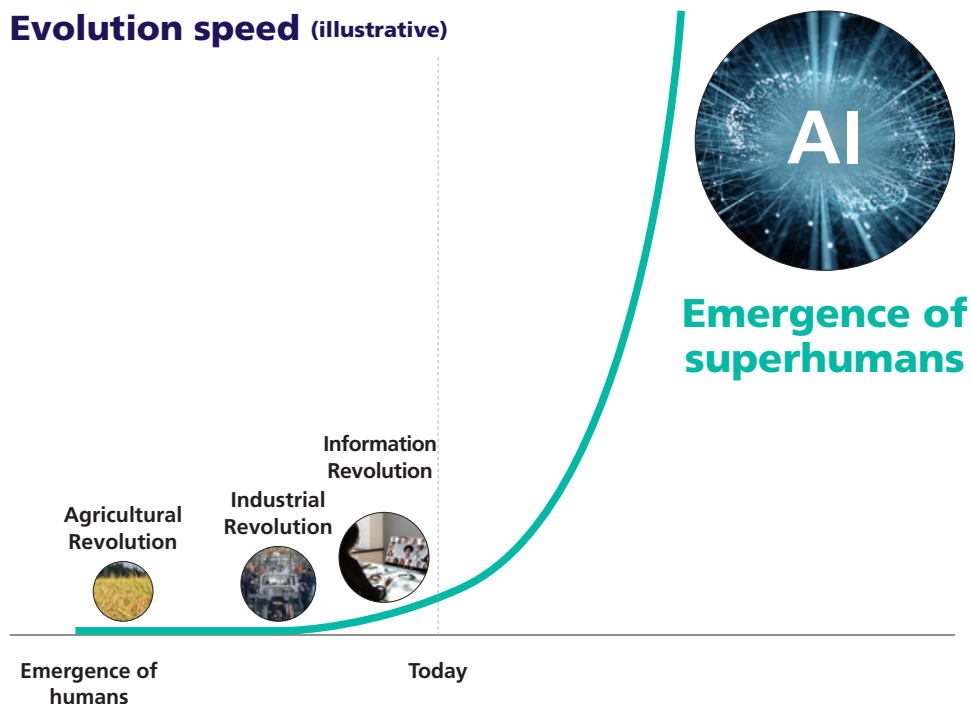 Evolution speed (illustrative)
AI
Emergence of
superhumans
Information
Revolution
Industrial
Revolution
Agricultural
Revolution
Emergence of
humans
Today